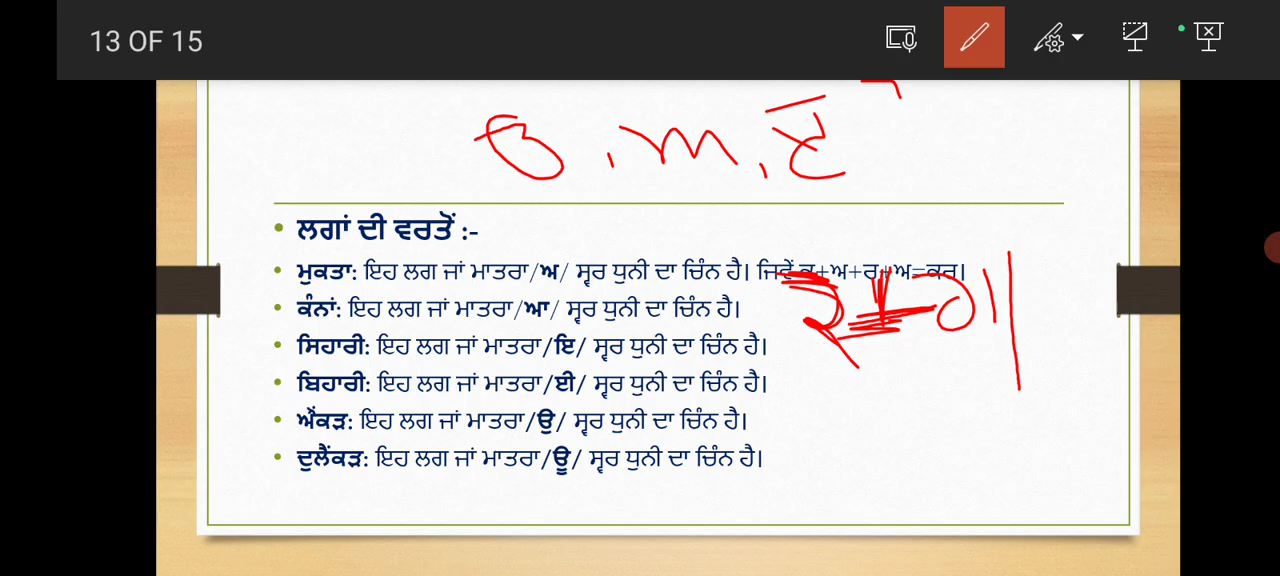 13 OF 15
ੳ, ਅ, ੲ
ਲਗਾਂ ਦੀ ਵਰਤੋਂ :-
ਮੁਕਤਾ: ਇਹ ਲਗ ਜਾਂ ਮਾਤਰਾ/ਅ/ ਸ੍ਵਰ ਧੁਨੀ ਦਾ ਚਿੰਨ ਹੈ। ਜਿਵੇਂ ਕ+ਅ+ਰ+ਅ=ਕਰ।
ਕੰਨਾਂ: ਇਹ ਲਗ ਜਾਂ ਮਾਤਰਾ/ਆ/ ਸ੍ਵਰ ਧੁਨੀ ਦਾ ਚਿੰਨ ਹੈ।
ਸਿਹਾਰੀ: ਇਹ ਲਗ ਜਾਂ ਮਾਤਰਾ/ਇ/ ਸ੍ਵਰ ਧੁਨੀ ਦਾ ਚਿੰਨ ਹੈ।
ਬਿਹਾਰੀ: ਇਹ ਲਗ ਜਾਂ ਮਾਤਰਾ/ਈ/ ਸ੍ਵਰ ਧੁਨੀ ਦਾ ਚਿੰਨ ਹੈ।
ਔਂਕੜ: ਇਹ ਲਗ ਜਾਂ ਮਾਤਰਾ/ਉ/ ਸ੍ਵਰ ਧੁਨੀ ਦਾ ਚਿੰਨ ਹੈ।
ਦੁਲੈਂਕੜ: ਇਹ ਲਗ ਜਾਂ ਮਾਤਰਾ/ਊ/ ਸ੍ਵਰ ਧੁਨੀ ਦਾ ਚਿੰਨ ਹੈ।